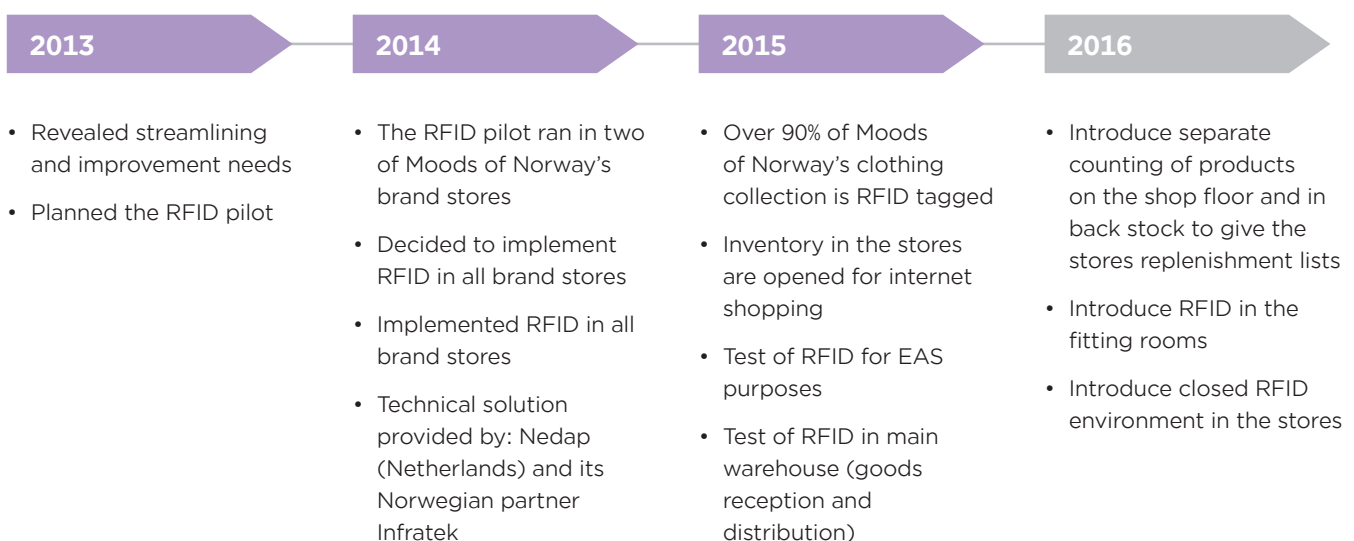 2013
• Revealed streamlining
and improvement needs
• Planned the RFID pilot
2014
• The RFID pilot ran in two
of Moods of Norway’s
brand stores
• Decided to implement
RFID in all brand stores
• Implemented RFID in all
brand stores
• Technical solution
provided by: Nedap
(Netherlands) and its
Norwegian partner
Infratek
2015
• Over 90% of Moods
of Norway’s clothing
collection is RFID tagged
• Inventory in the stores
are opened for internet
shopping
• Test of RFID for EAS
purposes
• Test of RFID in main
warehouse (goods
reception and
distribution)
2016
• Introduce separate
counting of products
on the shop floor and in
back stock to give the
stores replenishment lists
• Introduce RFID in the
fitting rooms
• Introduce closed RFID
environment in the stores